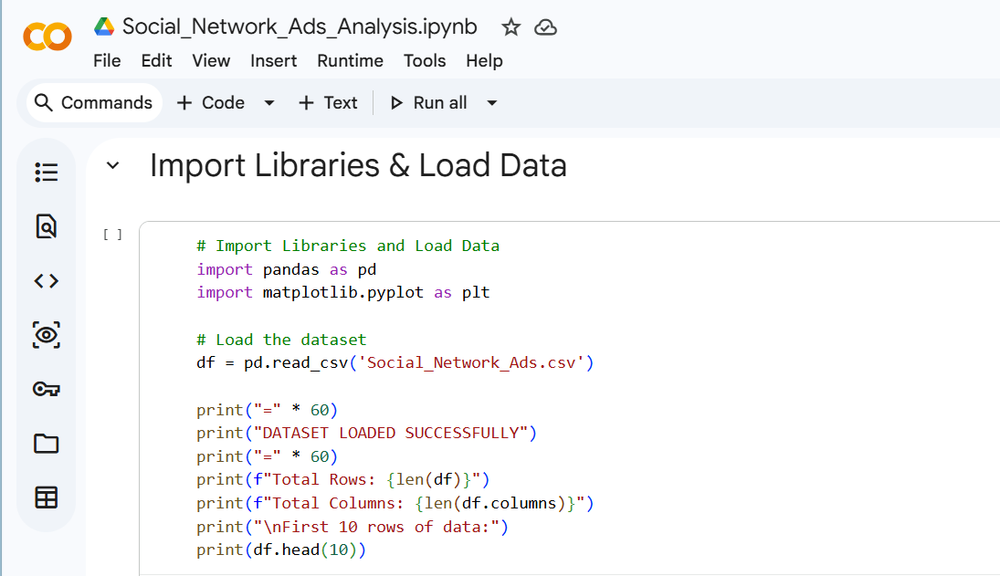 Social_Network_Ads_Analysis.ipynb
File Edit View Insert Runtime Tools Help
Commands + Code + Text Run all
Import Libraries & Load Data
[ ]
# Import Libraries and Load Data
import pandas as pd
import matplotlib.pyplot as plt
# Load the dataset
df = pd.read_csv('Social_Network_Ads.csv')
print("=" * 60)
print("DATASET LOADED SUCCESSFULLY")
print("=" * 60)
print(f"Total Rows: {len(df)}")
print(f"Total Columns: {len(df.columns)}")
print("\nFirst 10 rows of data:")
print(df.head(10))